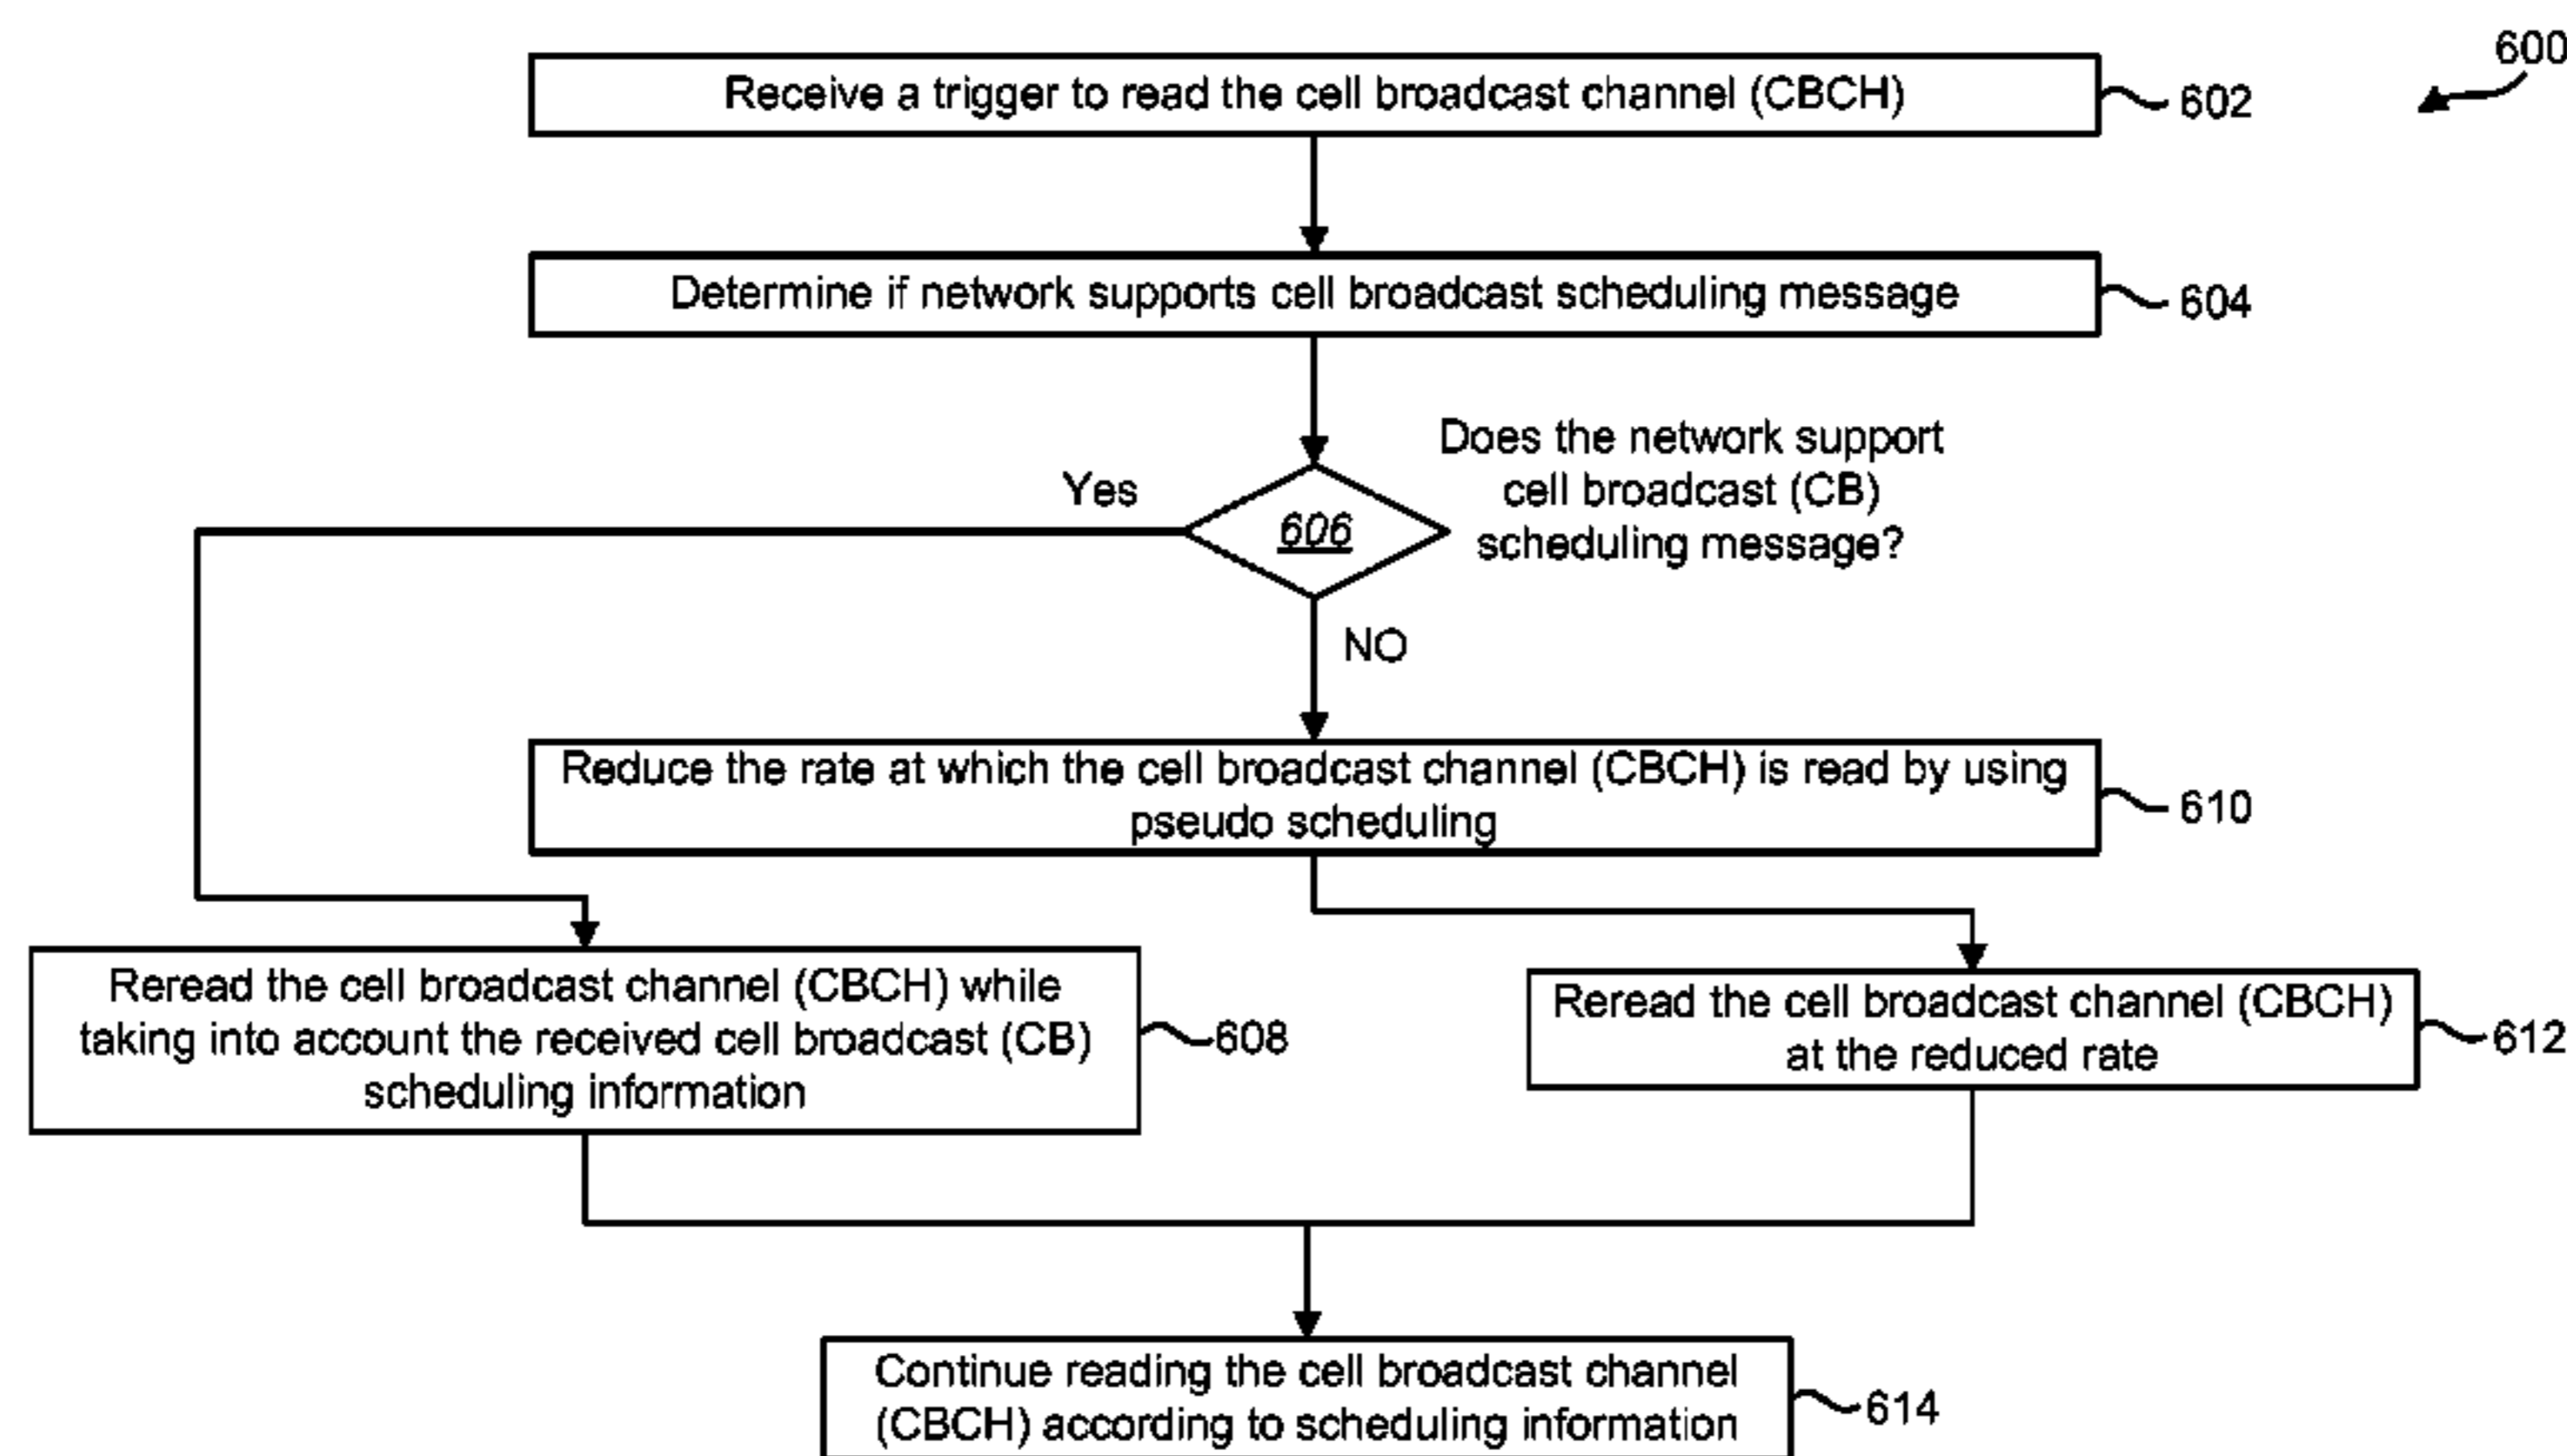 600
Receive a trigger to read the cell broadcast channel (CBCH)
602
Determine if network supports cell broadcast scheduling message
604
Does the network support
cell broadcast (CB)
scheduling message?
Yes
606
NO
Reduce the rate at which the cell broadcast channel (CBCH) is read by using
pseudo scheduling
610
Reread the cell broadcast channel (CBCH) while
taking into account the received cell broadcast (CB)
scheduling information
608
Reread the cell broadcast channel (CBCH)
at the reduced rate
612
Continue reading the cell broadcast channel
(CBCH) according to scheduling information
614